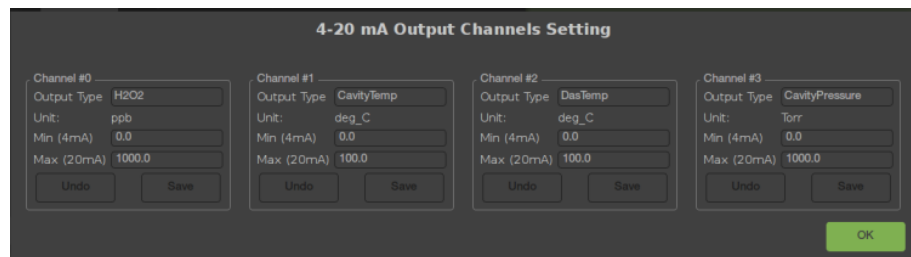 4-20 mA Output Channels Setting
Channel #0
Output Type H2O2
Unit: ppb
Min (4mA) 0.0
Max (20mA) 1000.0
Undo Save
Channel #1
Output Type CavityTemp
Unit: deg_C
Min (4mA) 0.0
Max (20mA) 100.0
Undo Save
Channel #2
Output Type DasTemp
Unit: deg_C
Min (4mA) 0.0
Max (20mA) 100.0
Undo Save
Channel #3
Output Type CavityPressure
Unit: Torr
Min (4mA) 0.0
Max (20mA) 1000.0
Undo Save
OK